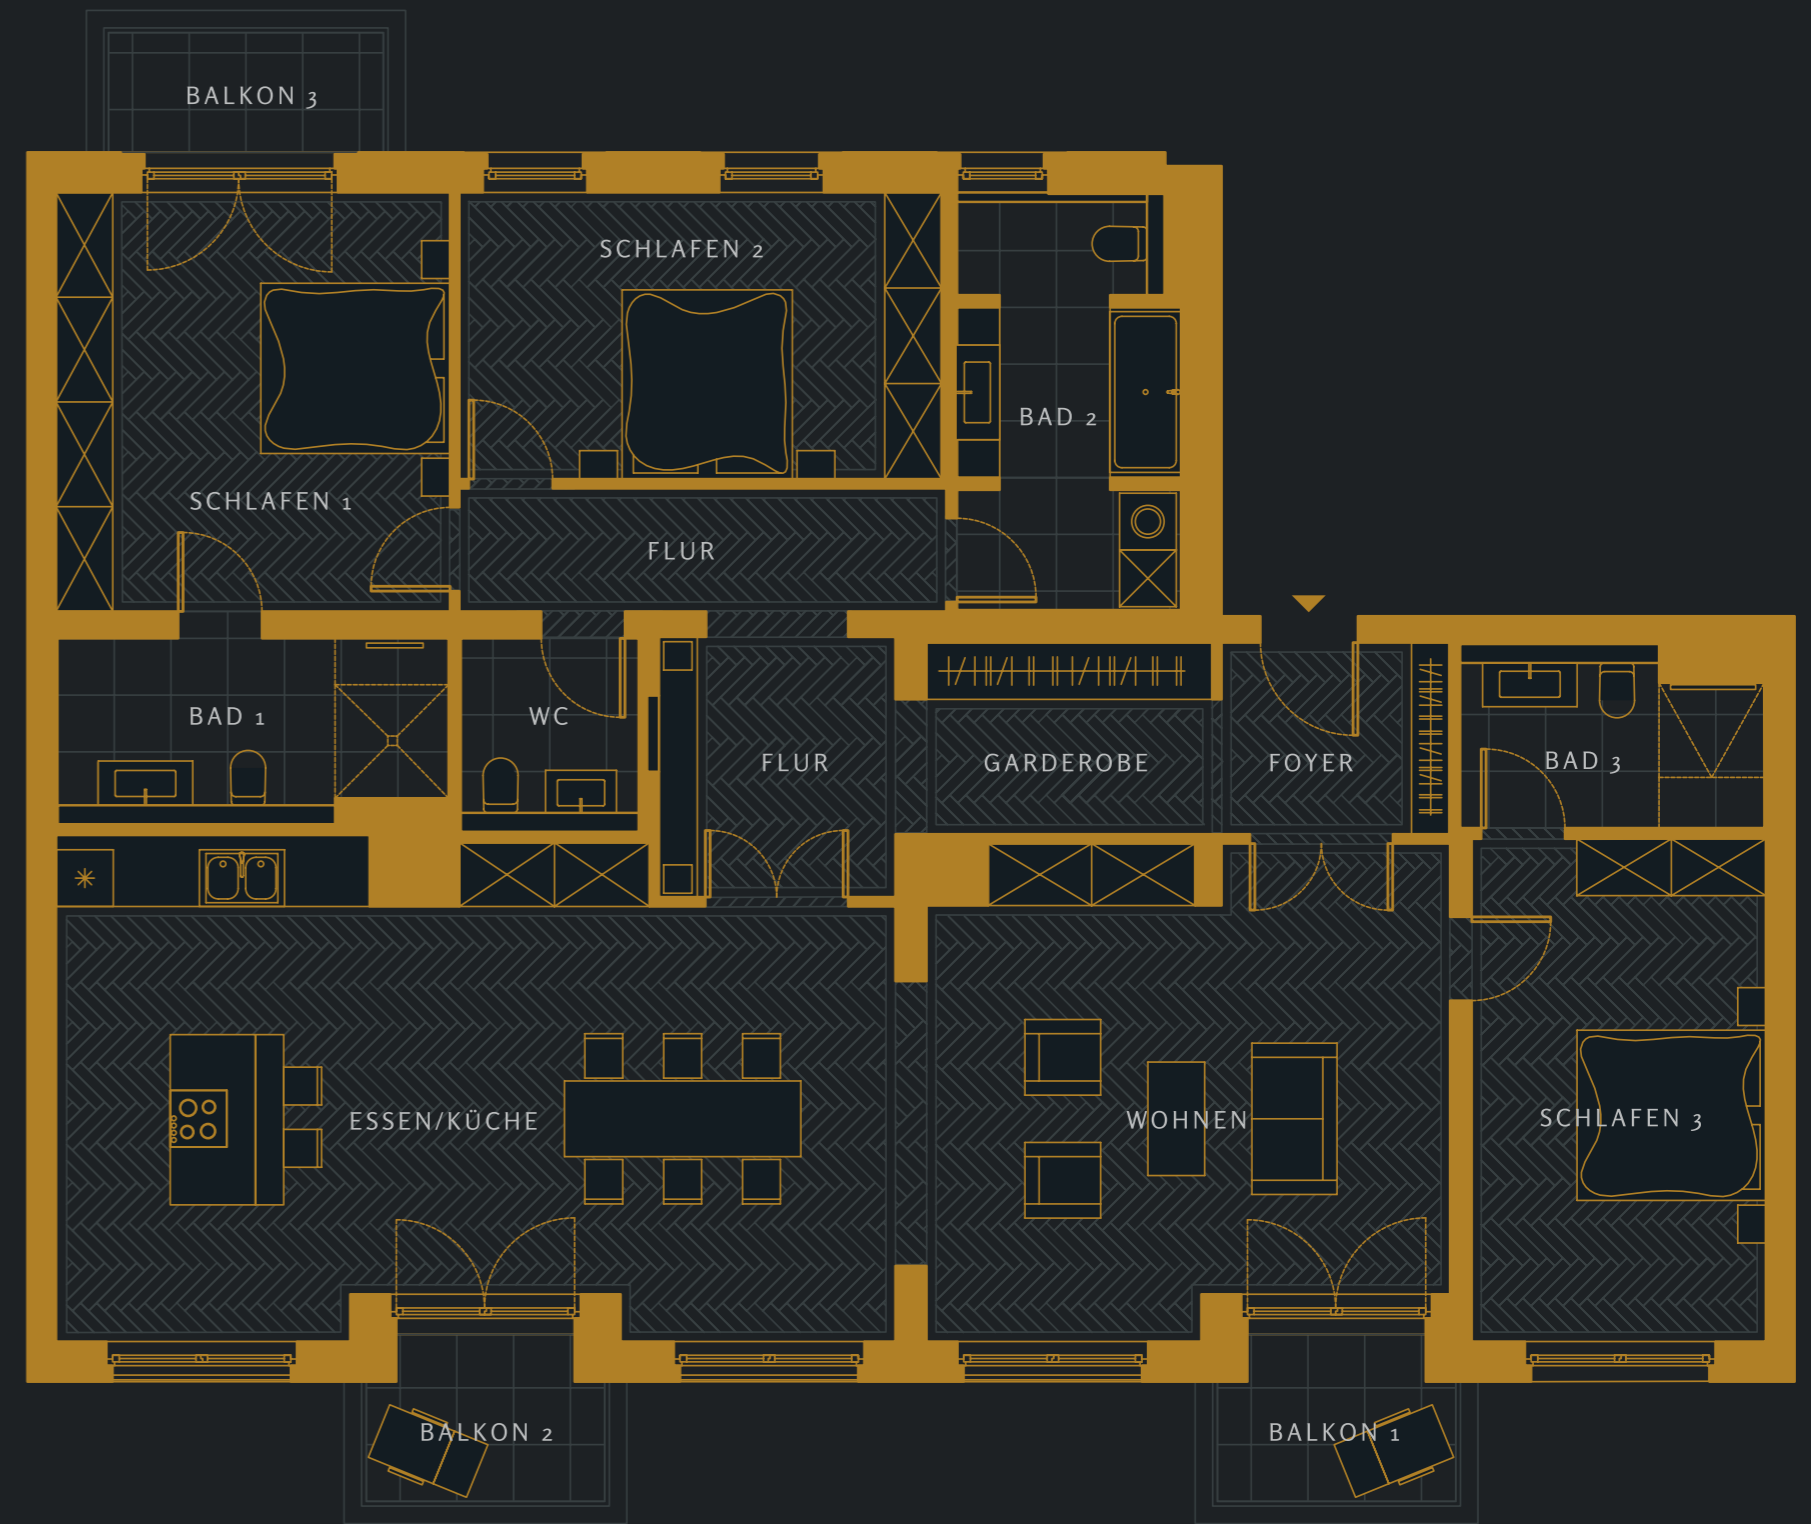 BALKON 3
SCHLAFEN 2
BAD 2
SCHLAFEN 1
FLUR
BAD 1
WC
FLUR
GARDEROBE
FOYER
BAD 3
ESSEN/KÜCHE
WOHNEN
SCHLAFEN 3
BALKON 2
BALKON 1